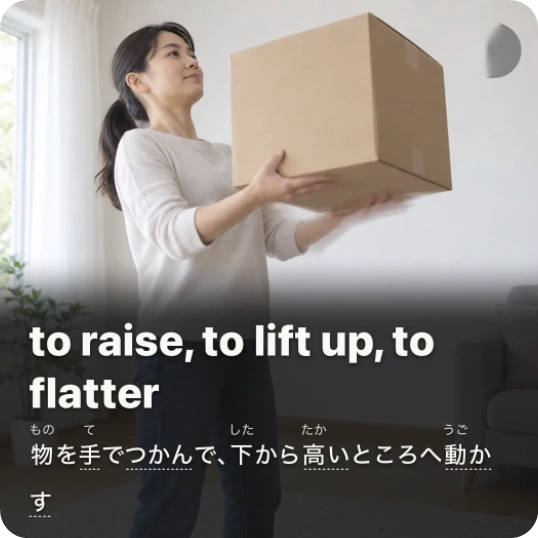 to raise, to lift up, to
flatter
もの て した たか うご
物を手でつかんで、下から高いところへ動か
す